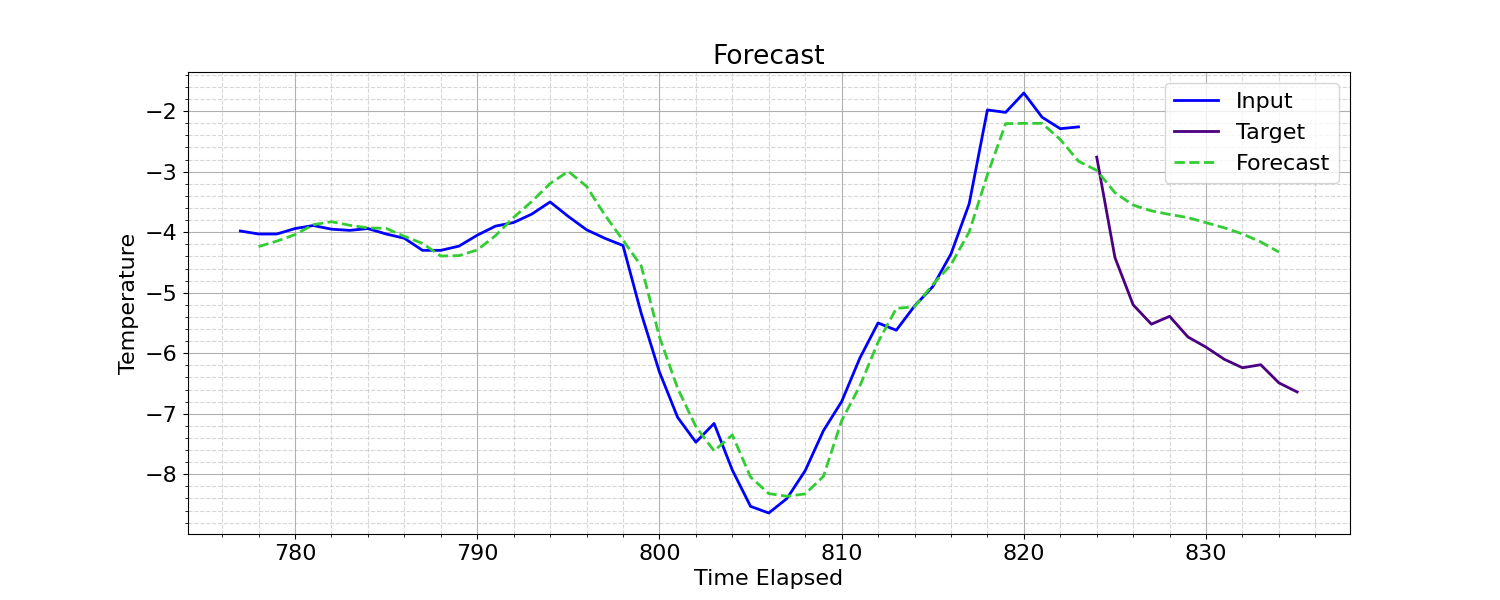 Forecast
Temperature
−2
−3
−4
−5
−6
−7
−8
Input
Target
Forecast
780 790 800 810 820 830
Time Elapsed